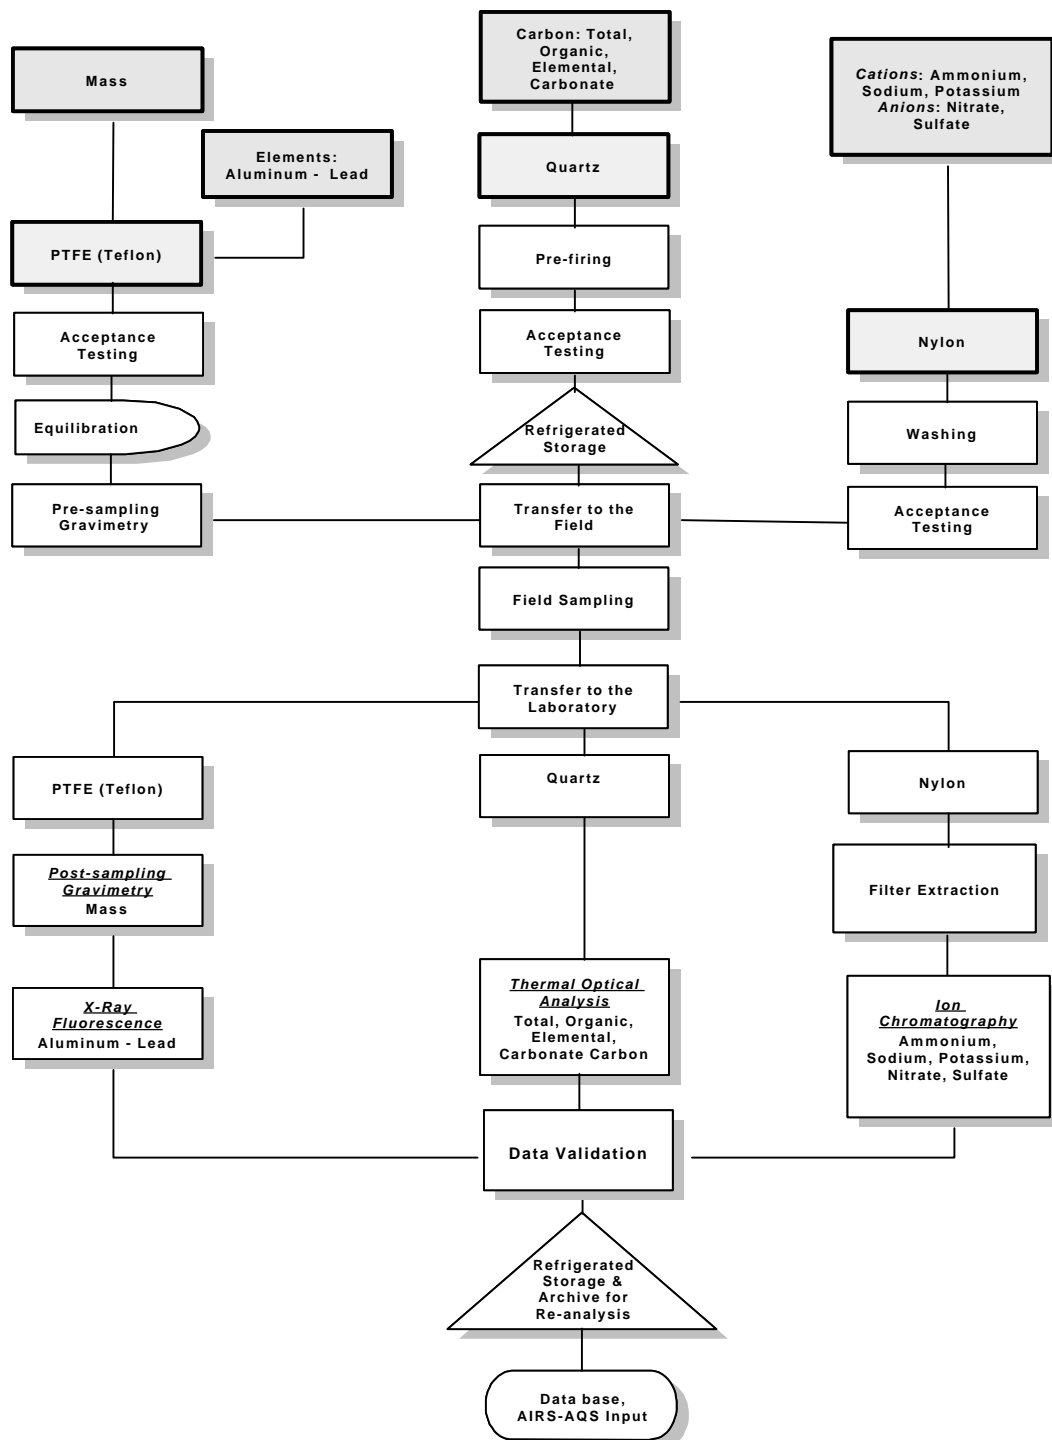 Mass
Carbon: Total,
Organic,
Elemental,
Carbonate
Cations: Ammonium,
Sodium, Potassium
Anions: Nitrate,
Sulfate
Elements:
Aluminum - Lead
Quartz
PTFE (Teflon)
Pre-firing
Acceptance
Testing
Acceptance
Testing
Nylon
Equilibration
Refrigerated
Storage
Washing
Pre-sampling
Gravimetry
Transfer to the
Field
Acceptance
Testing
Field Sampling
Transfer to the
Laboratory
PTFE (Teflon)
Quartz
Nylon
Post-sampling
Gravimetry
Mass
Filter Extraction
X-Ray
Fluorescence
Aluminum - Lead
Thermal Optical
Analysis
Total, Organic,
Elemental,
Carbonate Carbon
Ion
Chromatography
Ammonium,
Sodium, Potassium,
Nitrate, Sulfate
Data Validation
Refrigerated
Storage &
Archive for
Re-analysis
Data base,
AIRS-AQS Input